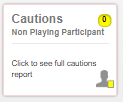 Cautions 0
Non Playing Participant
Click to see full cautions
report